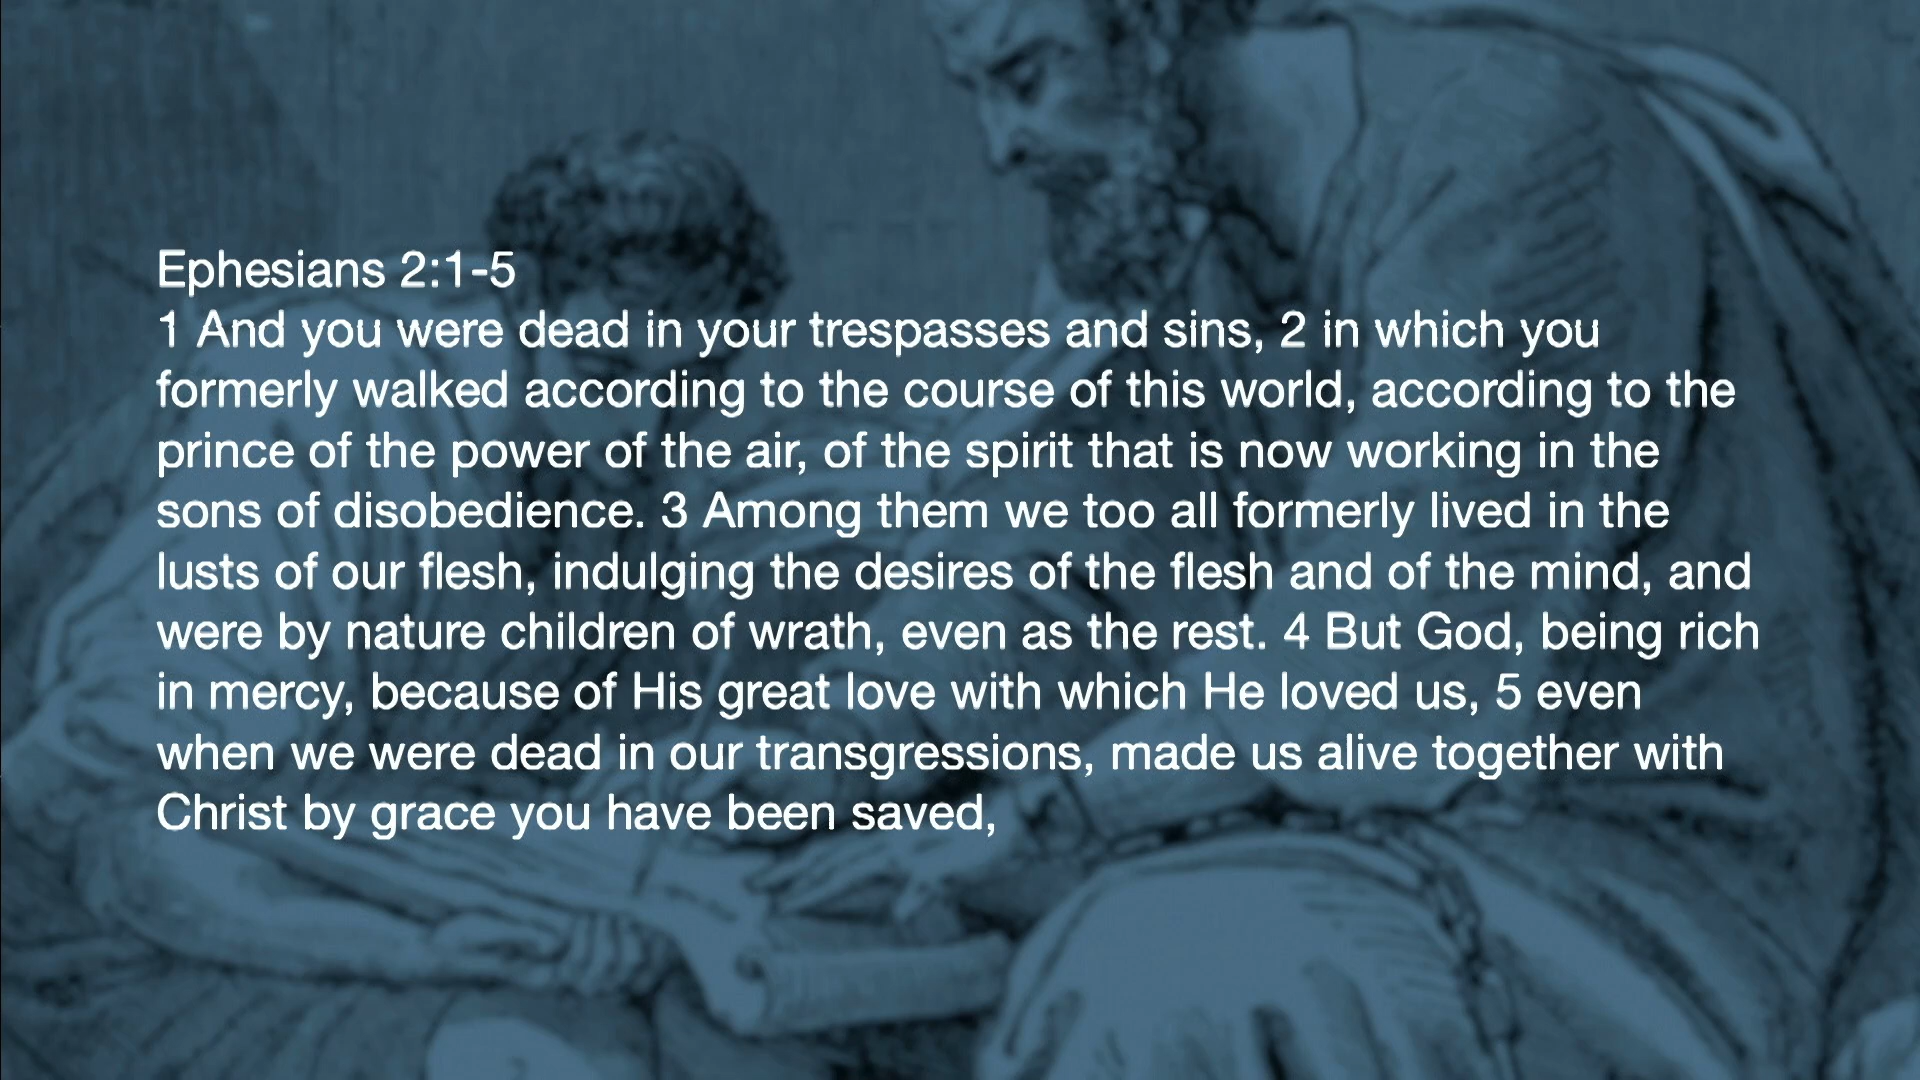 Ephesians 2:1-5
1 And you were dead in your trespasses and sins, 2 in which you
formerly walked according to the course of this world, according to the
prince of the power of the air, of the spirit that is now working in the
sons of disobedience. 3 Among them we too all formerly lived in the
lusts of our flesh, indulging the desires of the flesh and of the mind, and
were by nature children of wrath, even as the rest. 4 But God, being rich
in mercy, because of His great love with which He loved us, 5 even
when we were dead in our transgressions, made us alive together with
Christ by grace you have been saved,